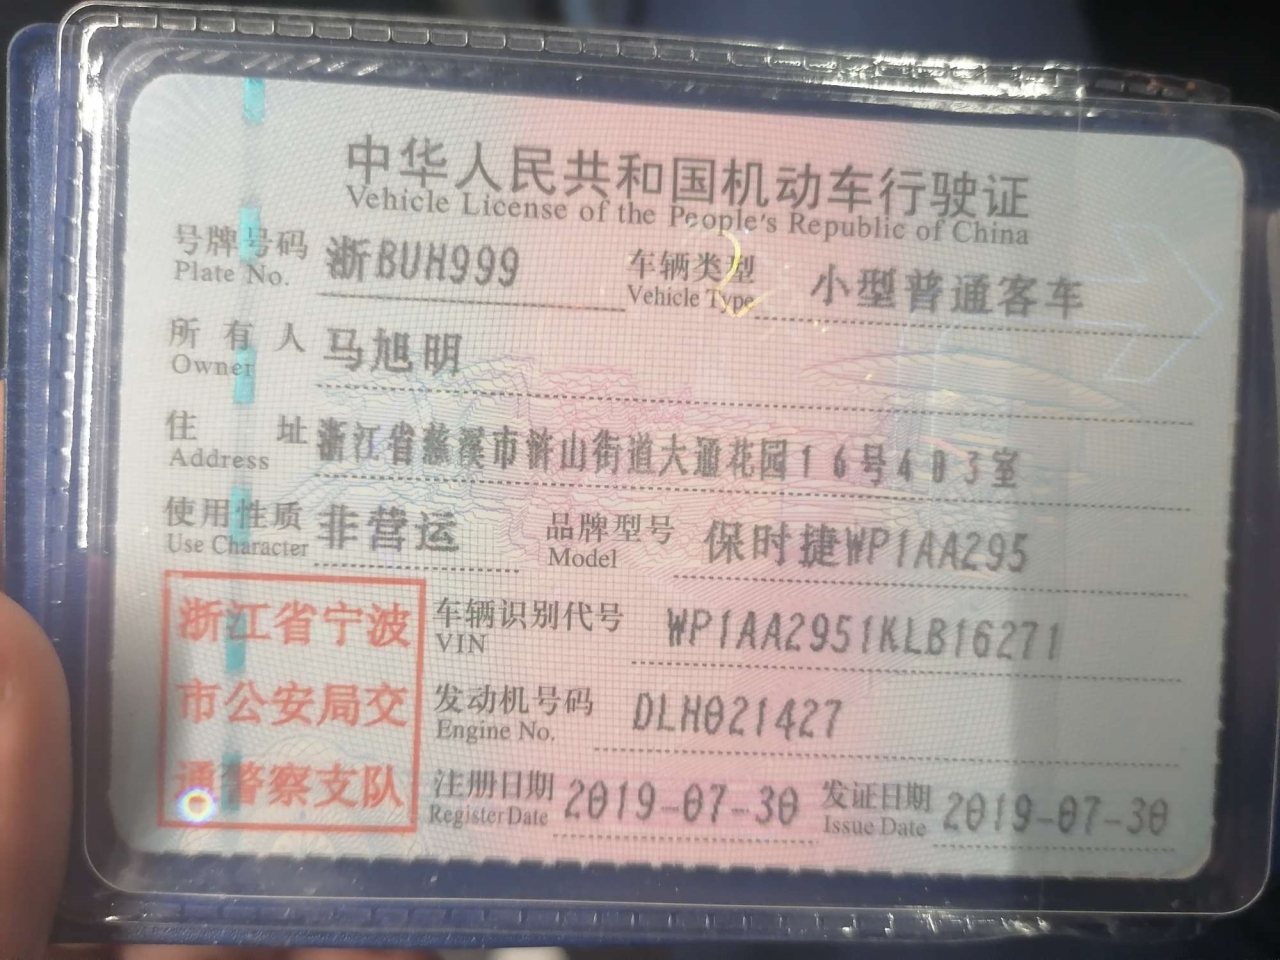 中华人民共和国机动车行驶证
Vehicle License of the People's Republic of China
号牌号码 浙BUH999 车辆类型 小型普通客车
Plate No. Vehicle Type
所有人 马旭明
Owner
住址 浙江省慈溪市浒山街道大通花园16号403室
Address
使用性质 非营运 品牌型号 保时捷WP1AA295
Use Character Model
浙江省宁波
市公安局交
通警察支队
车辆识别代号 WP1AA2951KLB16271
VIN
发动机号码 DLH021427
Engine No.
注册日期 2019-07-30 发证日期 2019-07-30
Register Date Issue Date